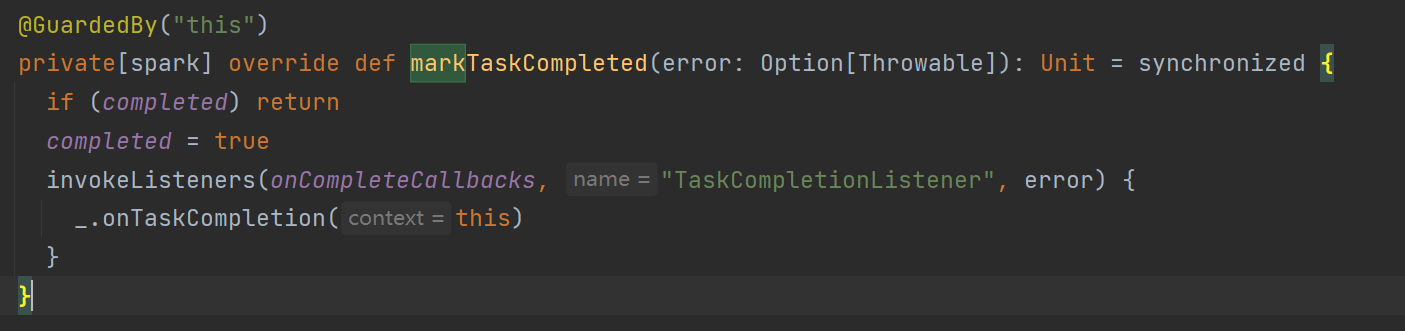 @GuardedBy("this")
private[spark] override def markTaskCompleted(error: Option[Throwable]): Unit = synchronized {
  if (completed) return
  completed = true
  invokeListeners(onCompleteCallbacks, name = "TaskCompletionListener", error) {
    _.onTaskCompletion( context = this)
  }
}